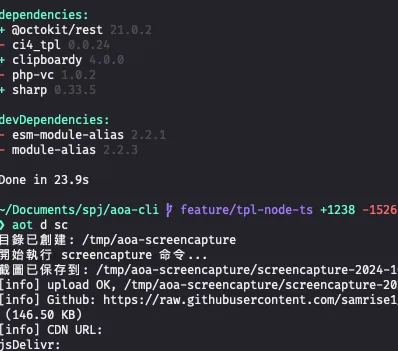 dependencies:
+ @octokit/rest 21.0.2
- ci4_tpl 0.0.24
+ clipboardy 4.0.0
- php-vc 1.0.2
+ sharp 0.33.5
devDependencies:
- esm-module-alias 2.2.1
- module-alias 2.2.3
Done in 23.9s
~/Documents/spj/aoa-cli feature/tpl-node-ts +1238 -1526
❯ aot d sc
目錄已創建: /tmp/aoa-screencapture
開始執行 screencapture 命令...
截圖已保存到: /tmp/aoa-screencapture/screencapture-2024-10
[info] upload OK, /tmp/aoa-screencapture/screencapture-202
[info] Github: https://raw.githubusercontent.com/samrise1
(146.50 KB)
[info] CDN URL:
jsDelivr: